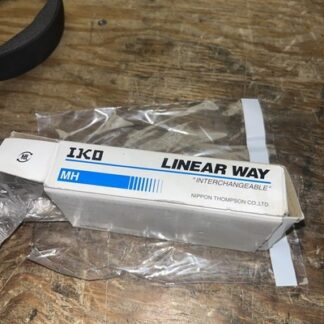 IKO
LINEAR WAY
MH
"INTERCHANGEABLE"
NIPPON THOMPSON CO.,LTD